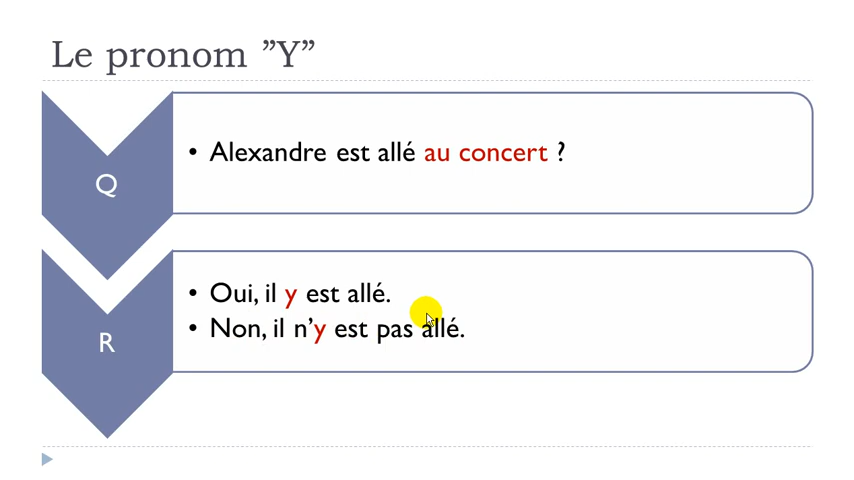 Le pronom ”Y”
Q
• Alexandre est allé au concert ?
R
• Oui, il y est allé.
• Non, il n’y est pas allé.